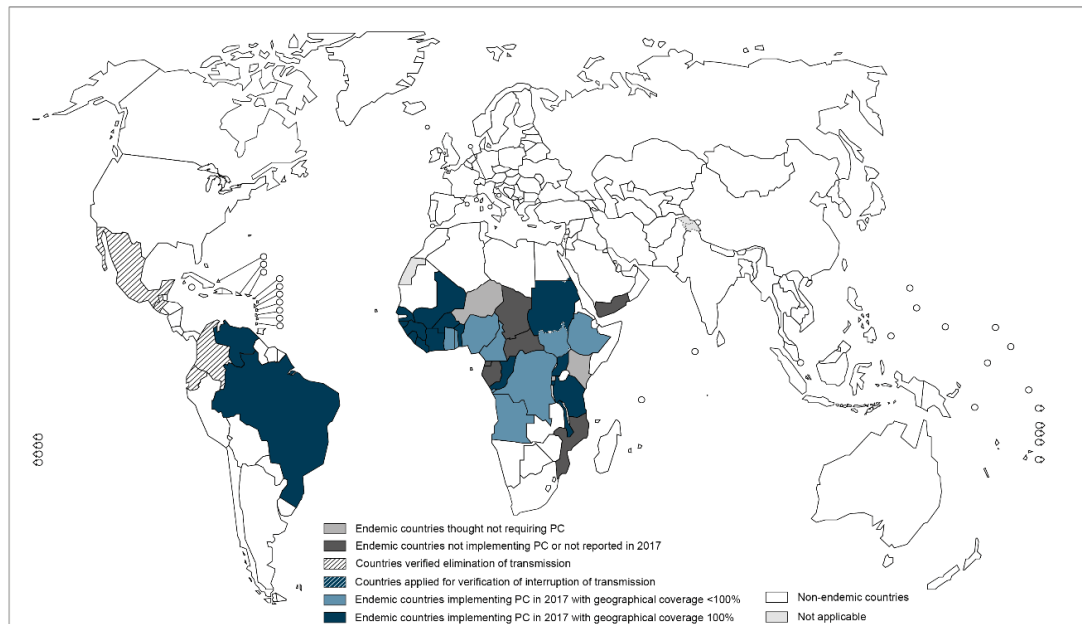 Endemic countries thought not requiring PC
Endemic countries not implementing PC or not reported in 2017
Countries verified elimination of transmission
Countries applied for verification of interruption of transmission
Endemic countries implementing PC in 2017 with geographical coverage <100%
Endemic countries implementing PC in 2017 with geographical coverage 100%
Non-endemic countries
Not applicable